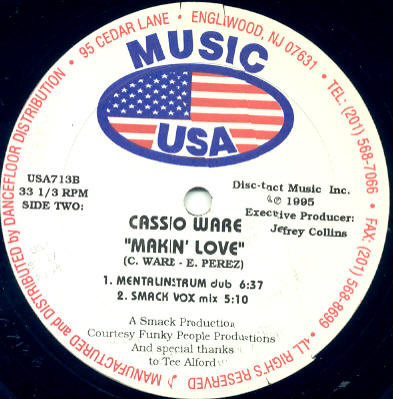 ♪ MANUFACTURED and DISTRIBUTED by DANCEFLOOR DISTRIBUTION • 95 CEDAR LANE • ENGLIWOOD, NJ 07631 • TEL: (201) 568-7066 • FAX: (201) 568-8699 • ALL RIGHT'S RESERVED
MUSIC
USA
USA713B
33 1/3 RPM
SIDE TWO:
Disc-tact Music Inc.
℗ © 1995
Executive Producer:
Jeffrey Collins
CASSIO WARE
"MAKIN' LOVE"
(C. WARE - E. PEREZ)
1. MENTALINSTRUM dub 6:37
2. SMACK VOX mix 5:10
A Smack Production
Courtesy Funky People Productions
And special thanks
to Tee Alford